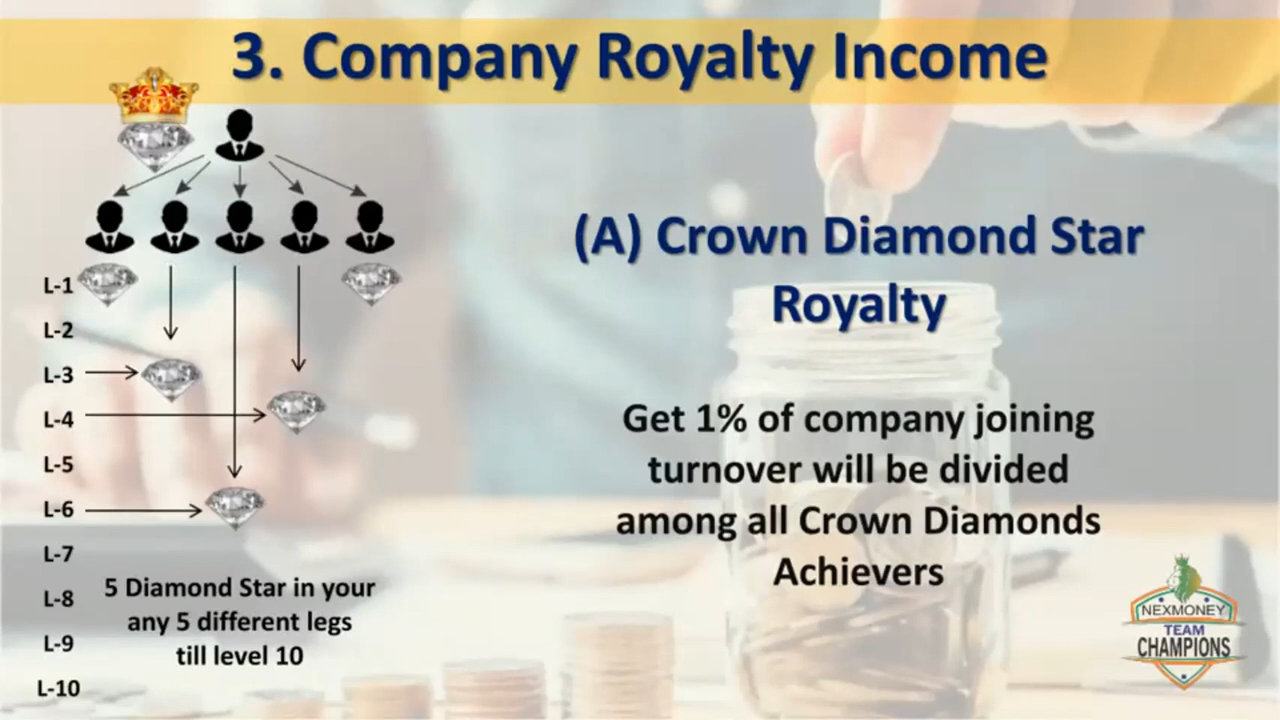 3. Company Royalty Income
L-1
L-2
L-3
L-4
L-5
L-6
L-7
L-8
L-9
L-10
5 Diamond Star in your
any 5 different legs
till level 10
(A) Crown Diamond Star
Royalty
Get 1% of company joining
turnover will be divided
among all Crown Diamonds
Achievers
NEXMONEY
TEAM
CHAMPIONS